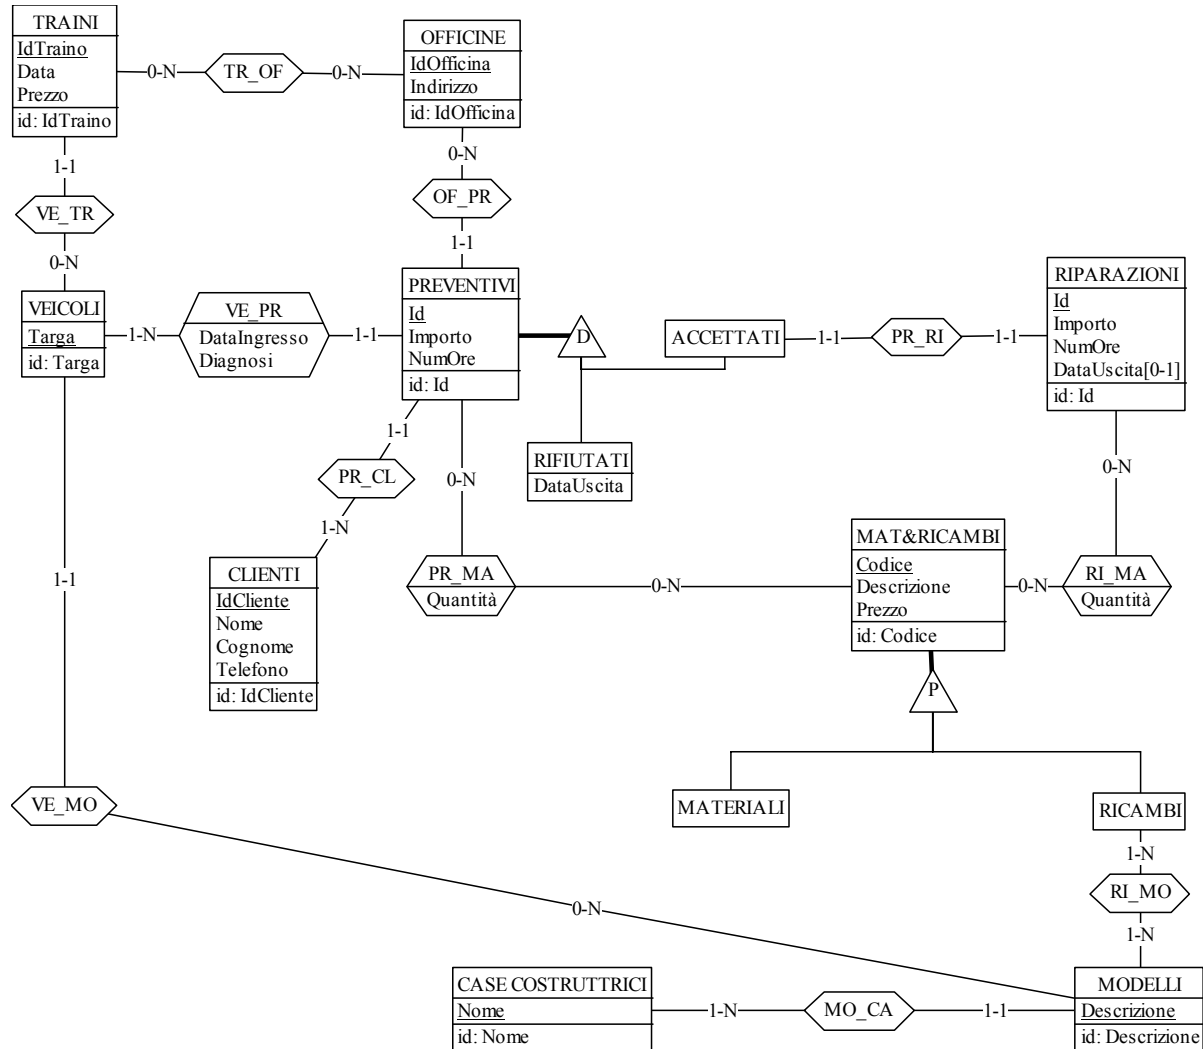 TRAINI
IdTraino
Data
Prezzo
id: IdTraino
0-N
TR_OF
0-N
OFFICINE
IdOfficina
Indirizzo
id: IdOfficina
1-1
VE_TR
0-N
0-N
OF_PR
1-1
VEICOLI
Targa
id: Targa
1-N
VE_PR
DataIngresso
Diagnosi
1-1
PREVENTIVI
Id
Importo
NumOre
id: Id
D
ACCETTATI
1-1
PR_RI
1-1
RIPARAZIONI
Id
Importo
NumOre
DataUscita[0-1]
id: Id
RIFIUTATI
DataUscita
1-1
PR_CL
1-N
CLIENTI
IdCliente
Nome
Cognome
Telefono
id: IdCliente
0-N
PR_MA
Quantità
0-N
MAT&RICAMBI
Codice
Descrizione
Prezzo
id: Codice
0-N
RI_MA
Quantità
0-N
P
MATERIALI
RICAMBI
1-N
RI_MO
1-N
1-1
VE_MO
0-N
CASE COSTRUTTRICI
Nome
id: Nome
1-N
MO_CA
1-1
MODELLI
Descrizione
id: Descrizione